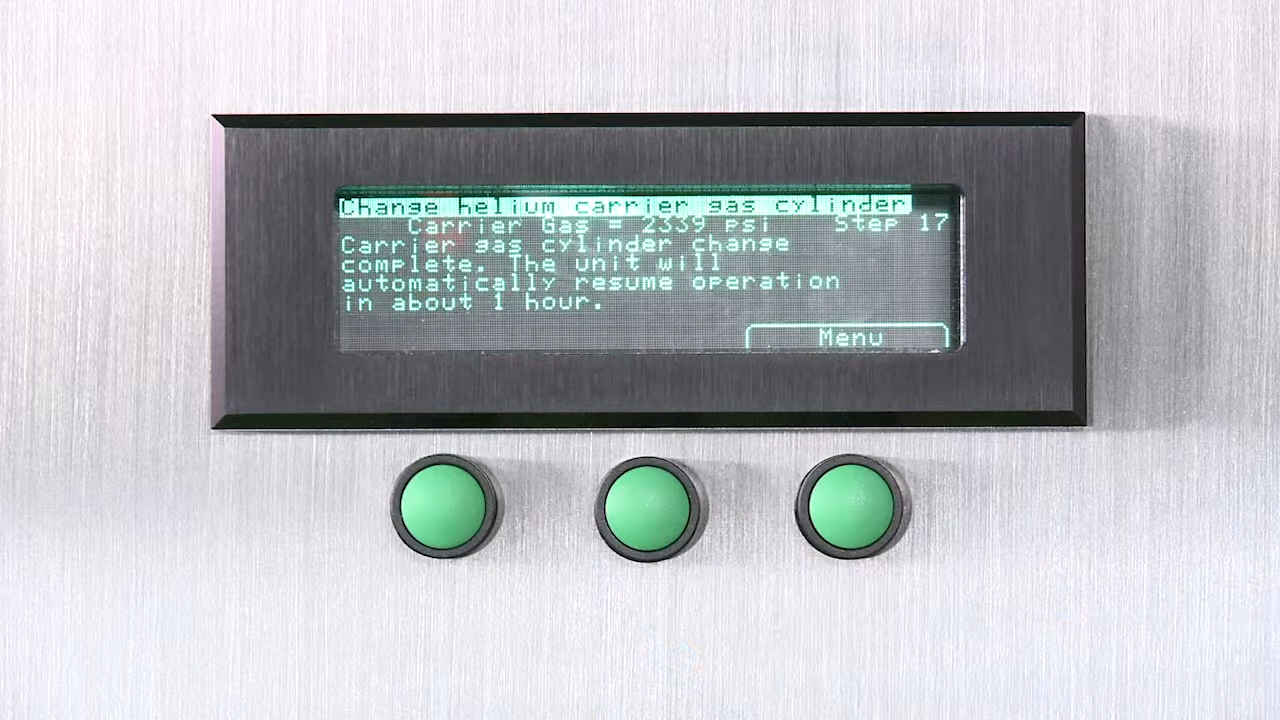 Change helium carrier gas cylinder
Carrier Gas = 2339 psi Step 17
Carrier gas cylinder change
complete. The unit will
automatically resume operation
in about 1 hour.
Menu